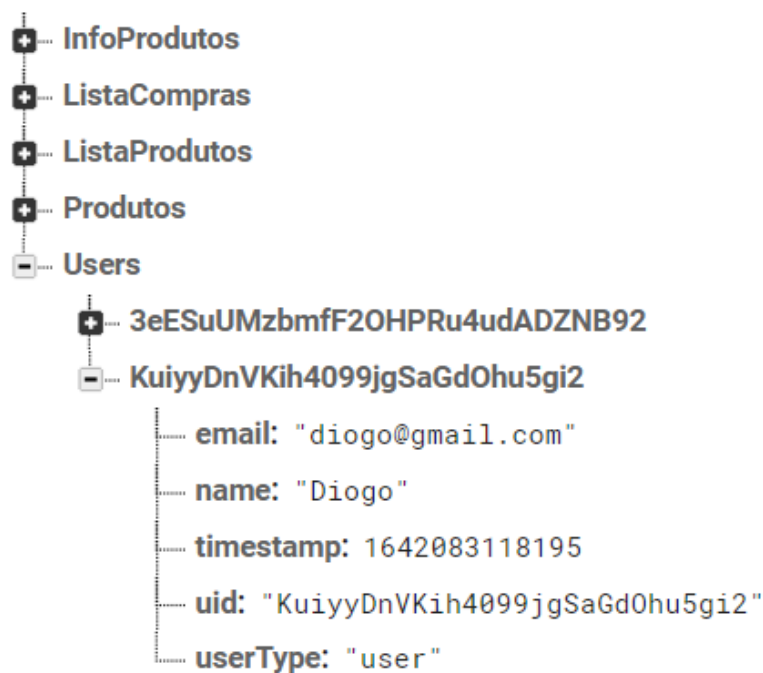 InfoProdutos
ListaCompras
ListaProdutos
Produtos
Users
3eESuUMzbmfF2OHPRu4udADZNB92
KuiyyDnVKih4099jgSaGdOhu5gi2
email: "diogo@gmail.com"
name: "Diogo"
timestamp: 1642083118195
uid: "KuiyyDnVKih4099jgSaGdOhu5gi2"
userType: "user"